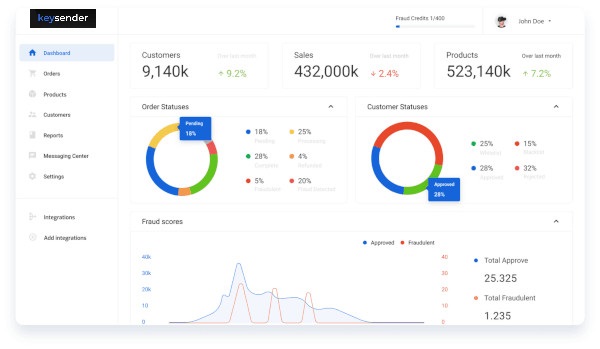 keysender
Fraud Credits 1/400
John Doe
Dashboard
Orders
Products
Customers
Reports
Messaging Center
Settings
Integrations
Add Integrations
Customers
Over last month
9,140k
9.2%
Sales
Over last month
432,000k
2.4%
Products
Over last month
523,140k
7.2%
Order Statuses
Pending
18%
18%
Pending
25%
Processing
28%
Complete
4%
Refunded
5%
Fraudulent
20%
Fraud Detected
Customer Statuses
Approved
28%
25%
15%
28%
Approved
32%
Rejected
Fraud scores
Approved
Fraudulent
40k
30k
20k
10
0
40
30
20
10
0
Total Approve
25.325
Total Fraudulent
1.235